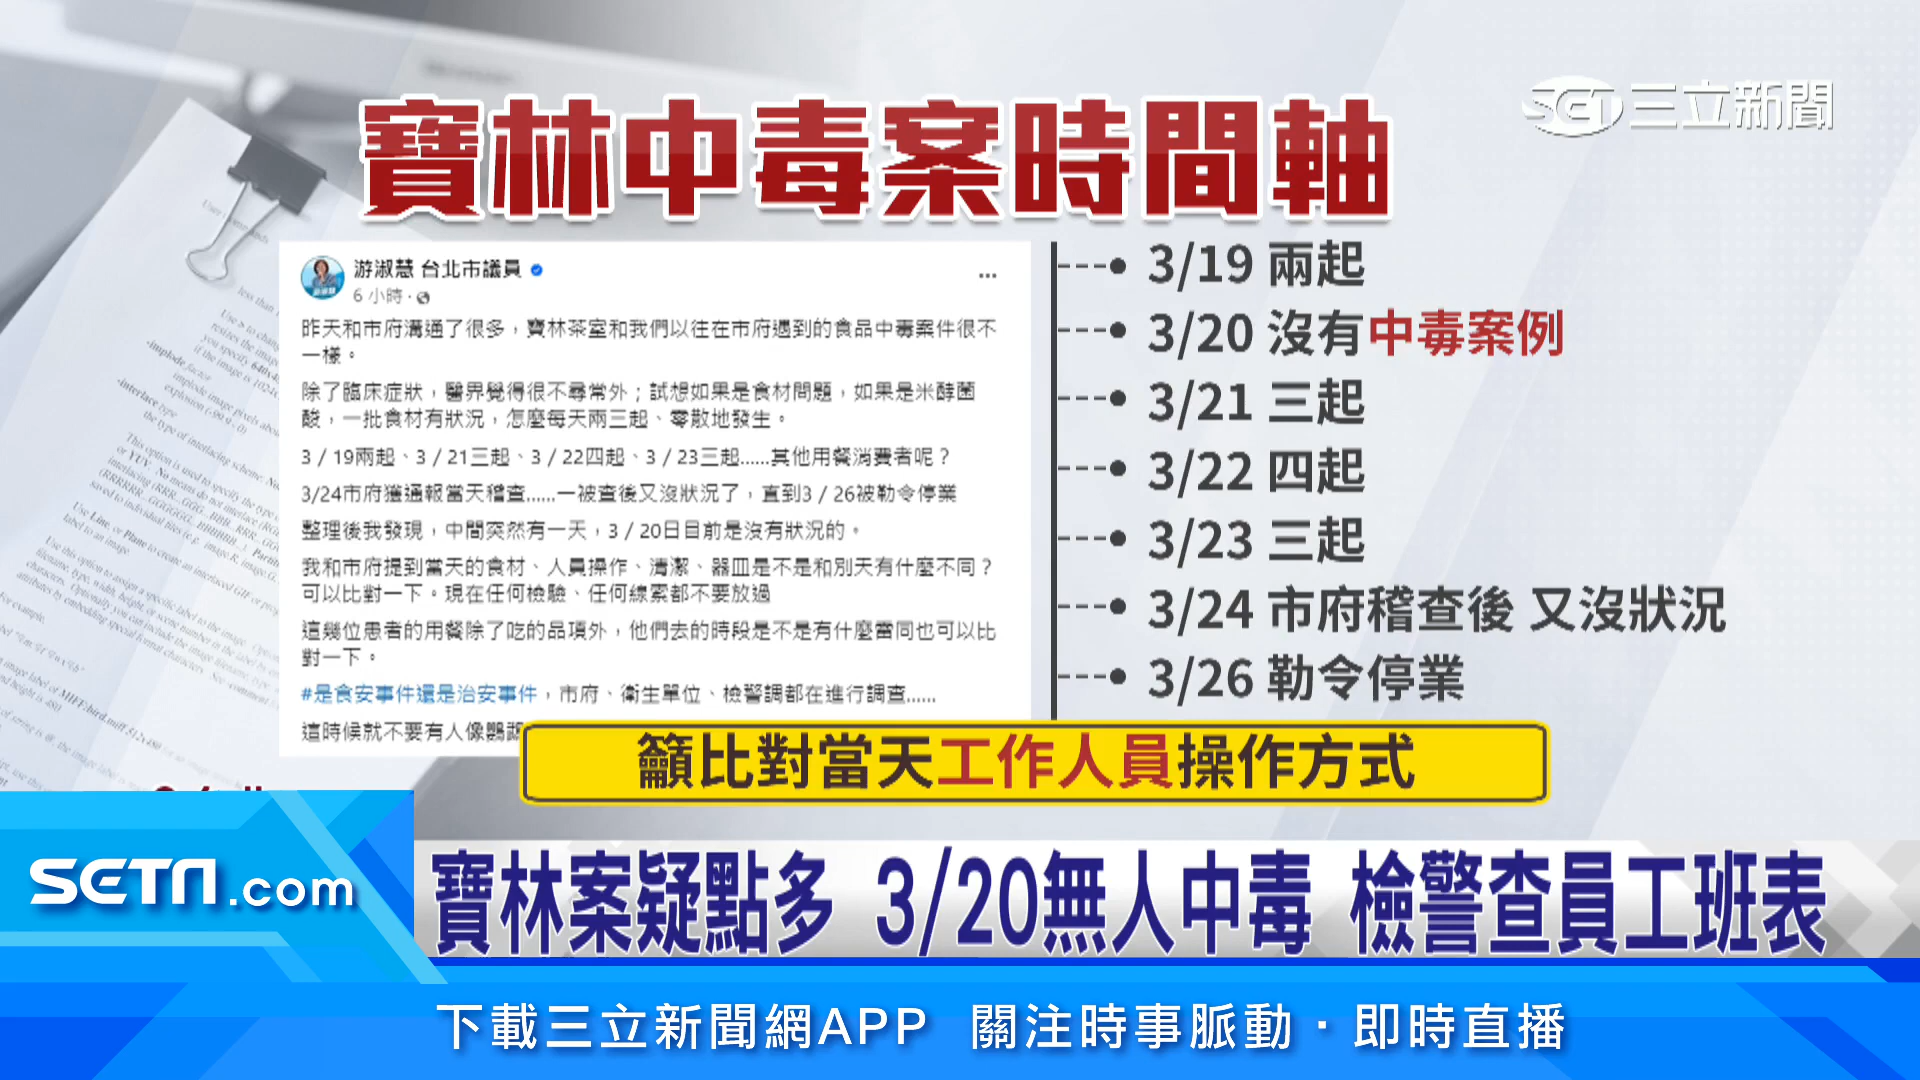 SET三立新聞
寶林中毒案時間軸
游淑慧 台北市議員
6 小時
昨天和市府溝通了很多，寶林茶室和我們以往在市府遇到的食品中毒案件很不
一樣。
除了臨床症狀，醫界覺得很不尋常外；試想如果是食材問題，如果是米酵菌
酸，一批食材有狀況，怎麼每天兩三起、零散地發生。
3 / 19兩起、3 / 21三起、3 / 22四起、3 / 23三起......其他用餐消費者呢？
3/24市府獲通報當天稽查......一被查後又沒狀況了，直到3 / 26被勒令停業
整理後我發現，中間突然有一天，3 / 20日目前是沒有狀況的。
我和市府提到當天的食材、人員操作、清潔、器皿是不是和別天有什麼不同？
可以比對一下。現在任何檢驗、任何線索都不要放過
這幾位患者的用餐除了吃的品項外，他們去的時段是不是有什麼雷同也可以比
對一下。
#是食安事件還是治安事件，市府、衛生單位、檢警調都在進行調查......
這時候就不要有人像鸚鵡
3/19 兩起
3/20 沒有中毒案例
3/21 三起
3/22 四起
3/23 三起
3/24 市府稽查後 又沒狀況
3/26 勒令停業
籲比對當天工作人員操作方式
SETN.com
寶林案疑點多 3/20無人中毒 檢警查員工班表
下載三立新聞網APP 關注時事脈動・即時直播